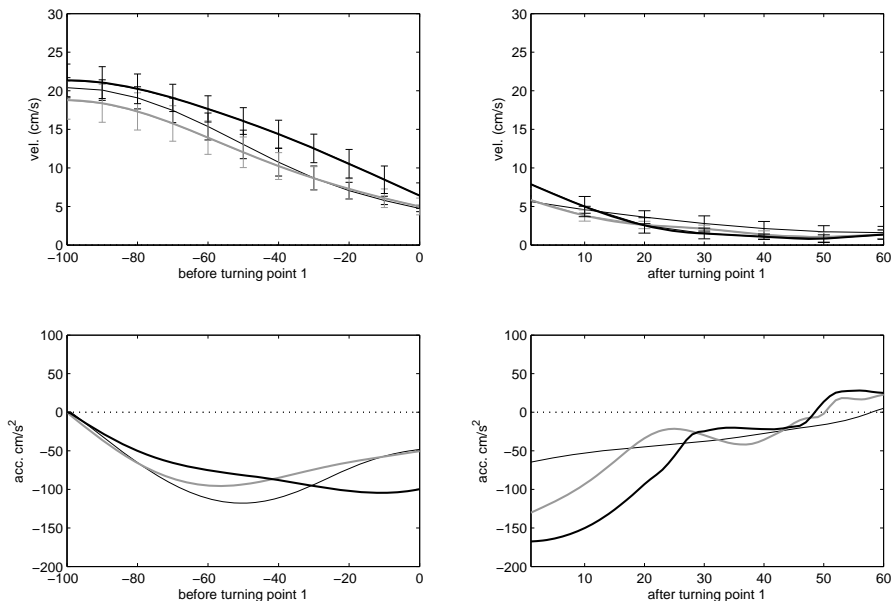 30
25
20
15
10
5
0
vel. (cm/s)
−100 −80 −60 −40 −20 0
before turning point 1
30
25
20
15
10
5
0
vel. (cm/s)
10 20 30 40 50 60
after turning point 1
100
50
0
−50
−100
−150
−200
acc. cm/s²
−100 −80 −60 −40 −20 0
before turning point 1
100
50
0
−50
−100
−150
−200
acc. cm/s²
10 20 30 40 50 60
after turning point 1